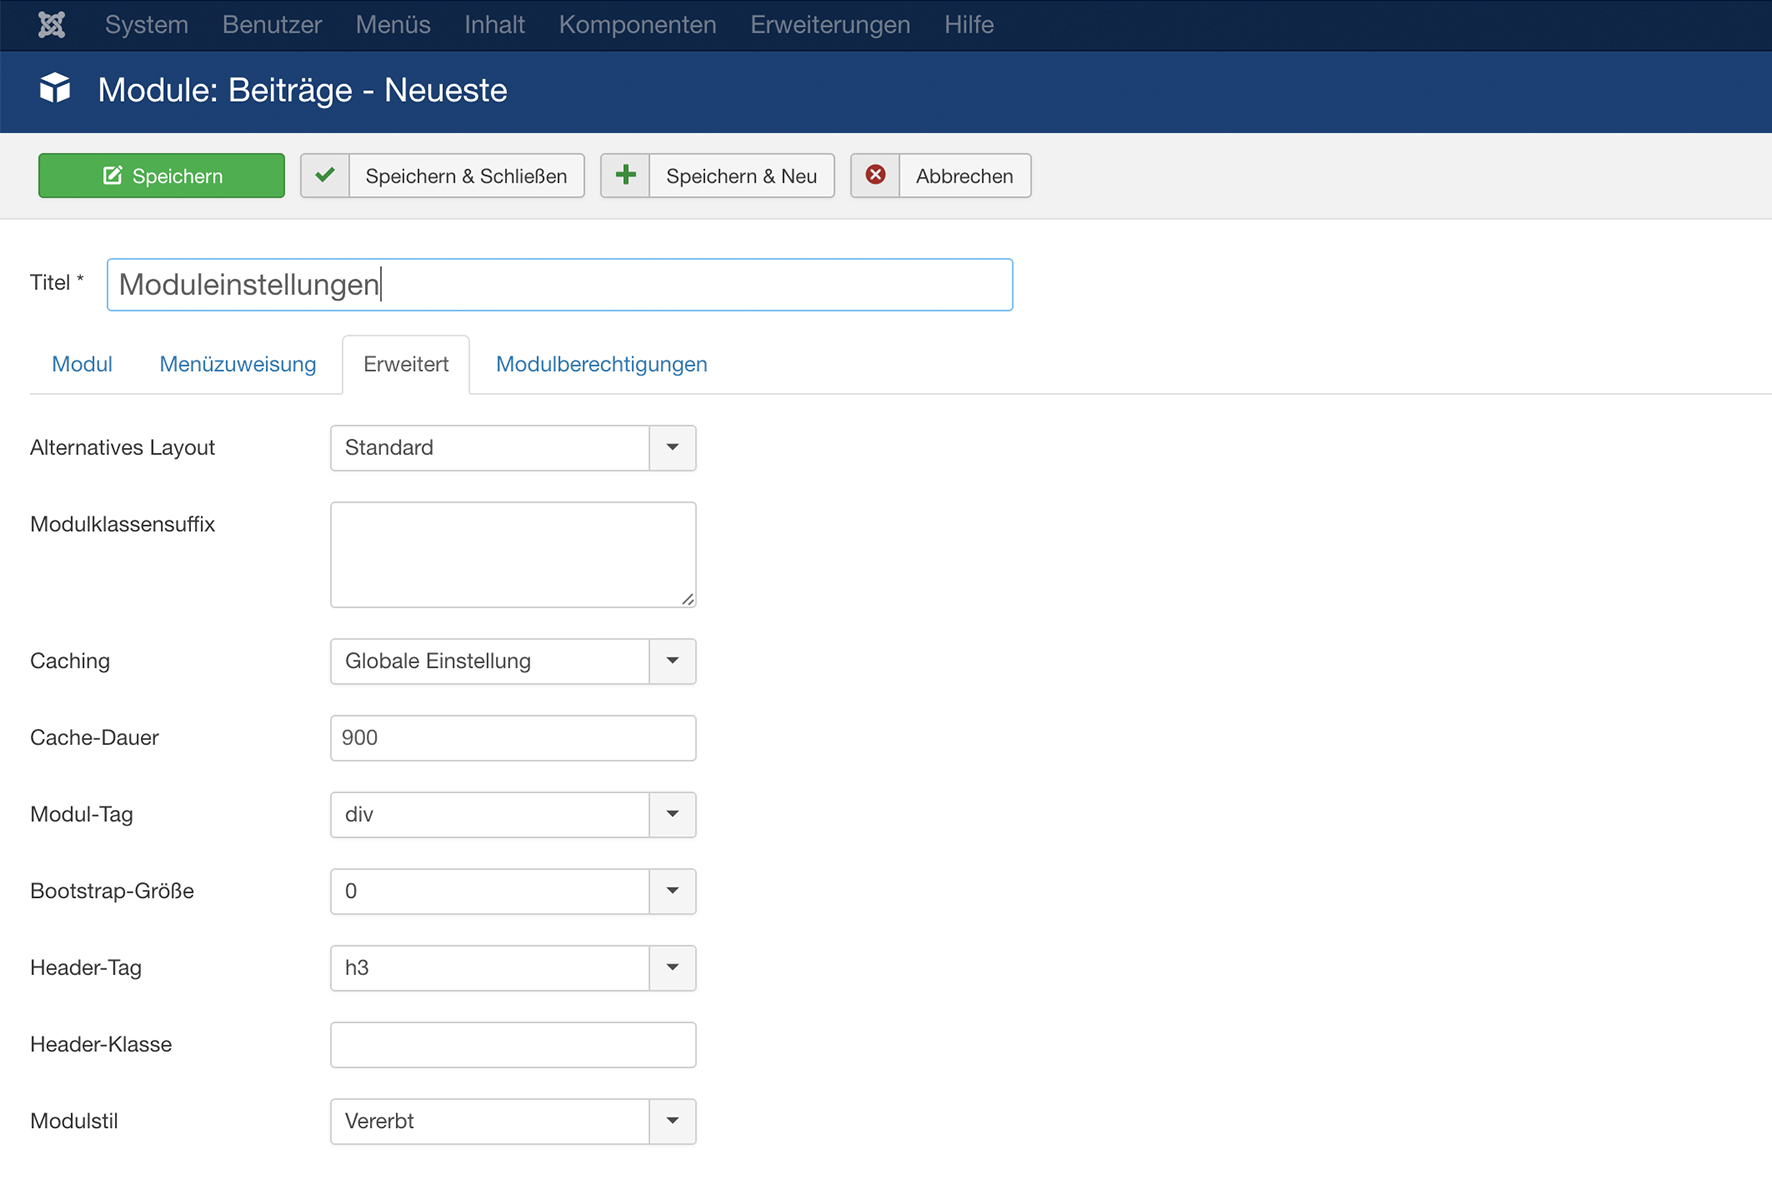 System Benutzer Menüs Inhalt Komponenten Erweiterungen Hilfe
Module: Beiträge - Neueste
Speichern Speichern & Schließen Speichern & Neu Abbrechen
Titel * Moduleinstellungen
Modul Menüzuweisung Erweitert Modulberechtigungen
Alternatives Layout Standard
Modulklassensuffix
Caching Globale Einstellung
Cache-Dauer 900
Modul-Tag div
Bootstrap-Größe 0
Header-Tag h3
Header-Klasse
Modulstil Vererbt